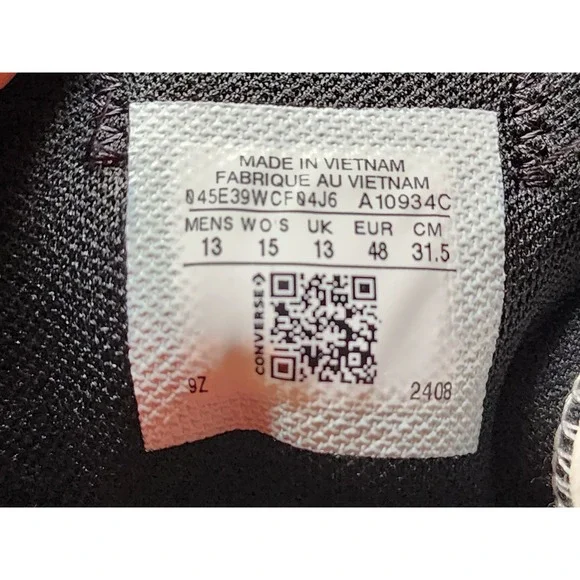 MADE IN VIETNAM
FABRIQUE AU VIETNAM
045E39WCF04J6 A10934C
MENS WO'S UK EUR CM
13 15 13 48 31.5
CONVERSE
9Z 2408